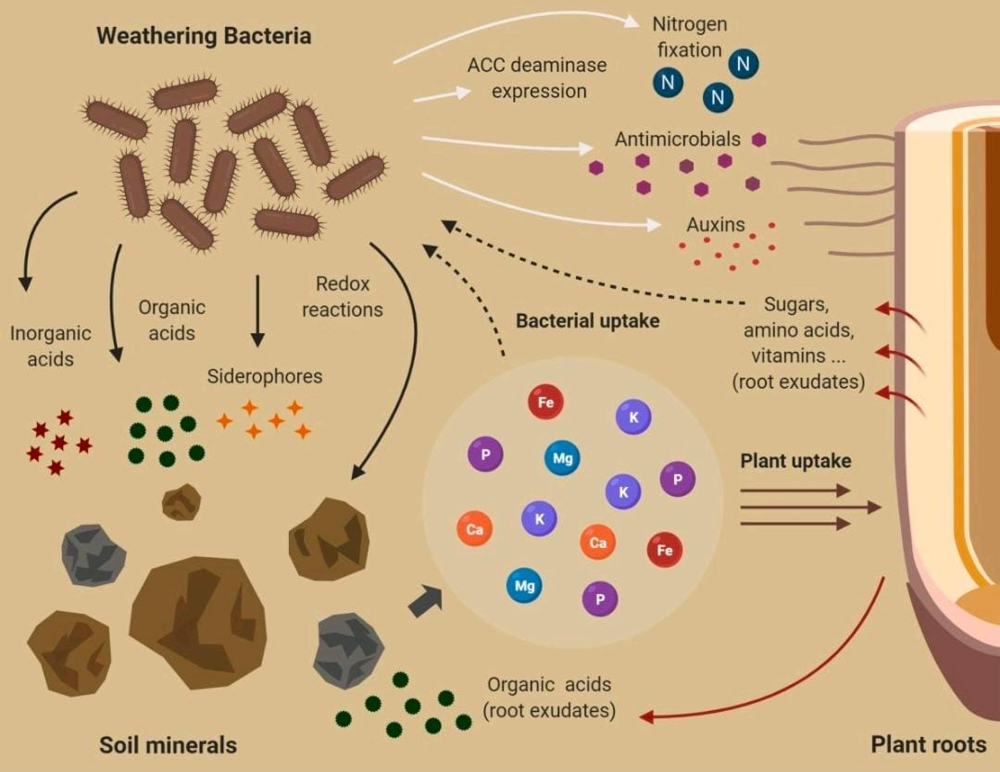 Weathering Bacteria
Nitrogen
fixation
N
N
N
ACC deaminase
expression
Antimicrobials
Auxins
Inorganic
acids
Organic
acids
Siderophores
Redox
reactions
Bacterial uptake
Sugars,
amino acids,
vitamins ...
(root exudates)
Fe
K
P
Mg
K
P
Ca
K
Ca
Fe
Mg
P
Plant uptake
Organic acids
(root exudates)
Soil minerals
Plant roots